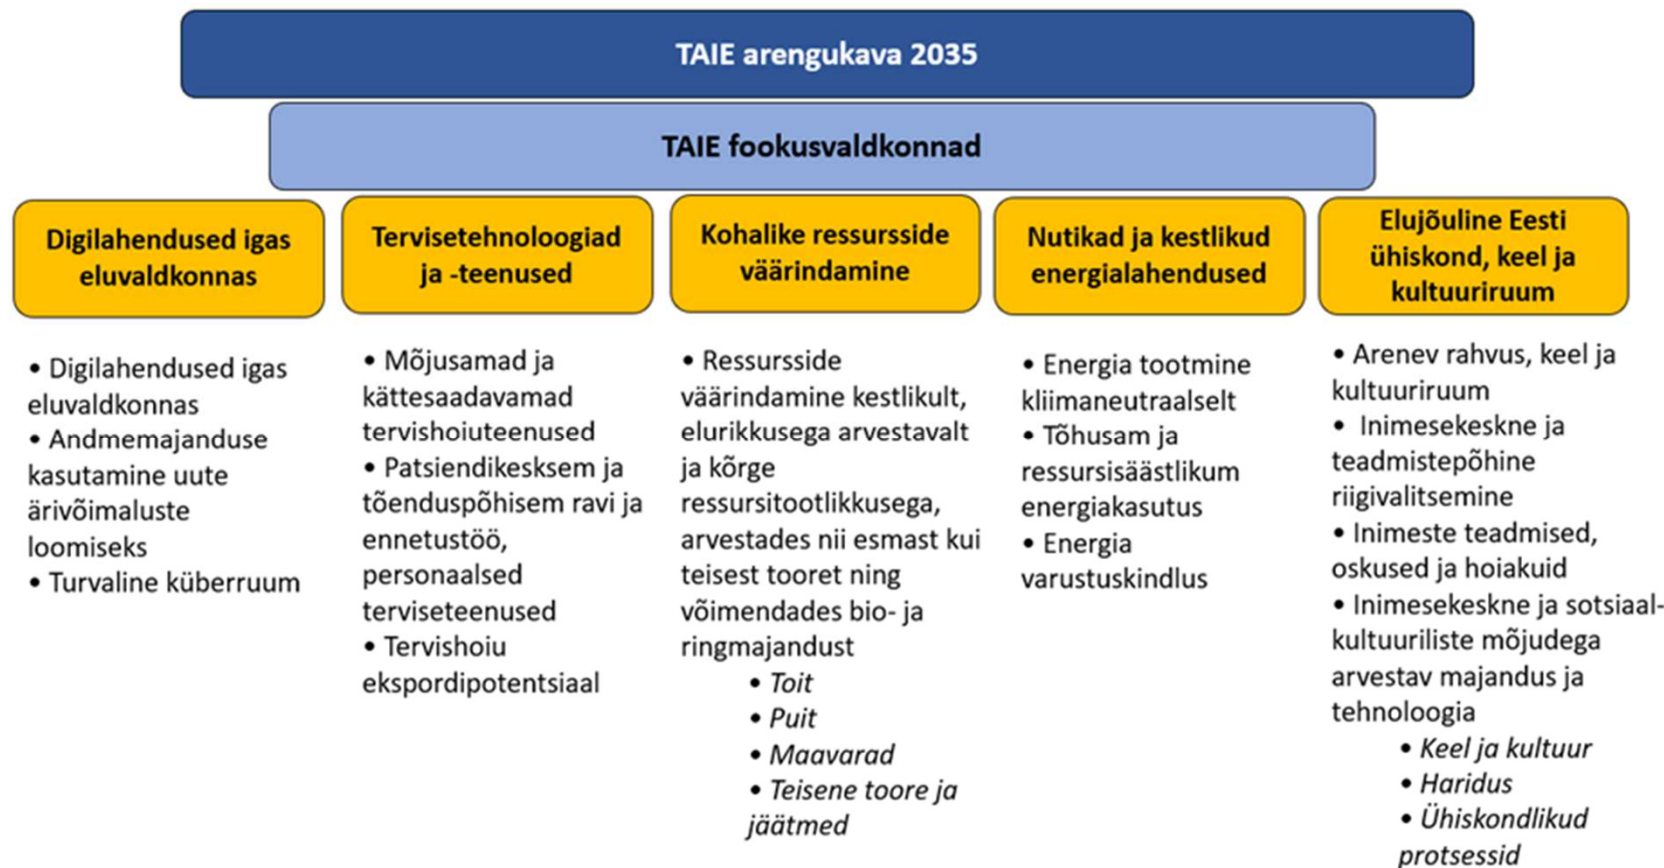 TAIE arengukava 2035
TAIE fookusvaldkonnad
Digilahendused igas
eluvaldkonnas
• Digilahendused igas
eluvaldkonnas
• Andmemajanduse
kasutamine uute
ärivõimaluste
loomiseks
• Turvaline küberruum
Tervisetehnoloogiad
ja -teenused
• Mõjusamad ja
kättesaadavamad
tervishoiuteenused
• Patsiendikesksem ja
tõenduspõhisem ravi ja
ennetustöö,
personaalsed
terviseteenused
• Tervishoiu
ekspordipotentsiaal
Kohalike ressursside
väärindamine
• Ressursside
väärindamine kestlikult,
elurikkusega arvestavalt
ja kõrge
ressursitootlikkusega,
arvestades nii esmast kui
teisest tooret ning
võimendades bio- ja
ringmajandust
• Toit
• Puit
• Maavarad
• Teisene toore ja
jäätmed
Nutikad ja kestlikud
energialahendused
• Energia tootmine
kliimaneutraalselt
• Tõhusam ja
ressursisäästlikum
energiakasutus
• Energia
varustuskindlus
Elujõuline Eesti
ühiskond, keel ja
kultuuriruum
• Arenev rahvus, keel ja
kultuuriruum
• Inimesekeskne ja
teadmistepõhine
riigivalitsemine
• Inimeste teadmised,
oskused ja hoiakuid
• Inimesekeskne ja sotsiaal-
kultuuriliste mõjudega
arvestav majandus ja
tehnoloogia
• Keel ja kultuur
• Haridus
• Ühiskondlikud
protsessid